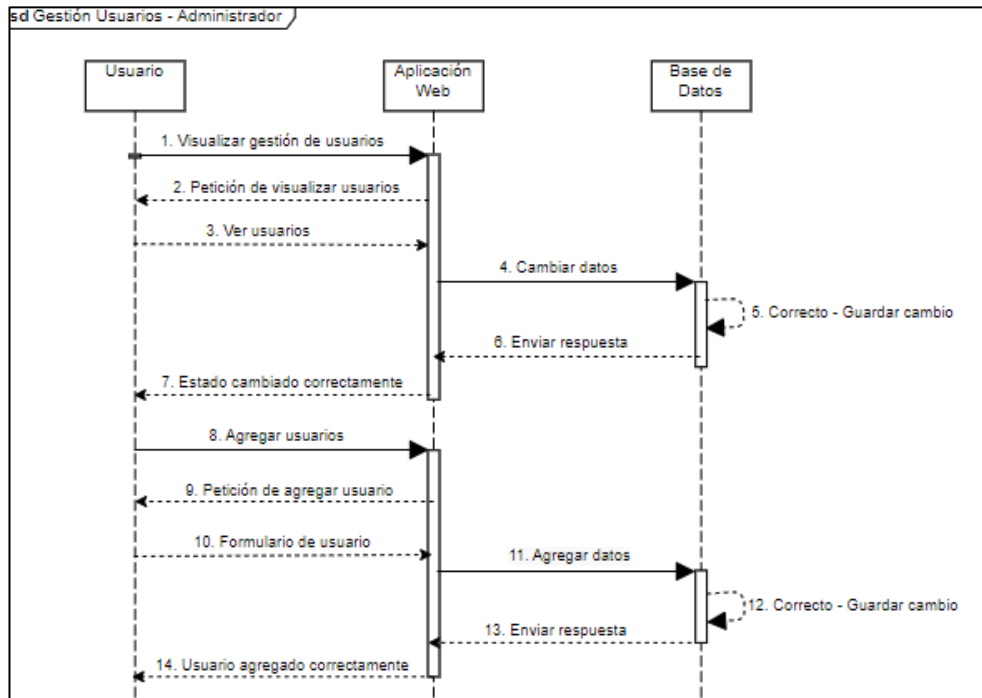 sd Gestión Usuarios - Administrador
Usuario
Aplicación
Web
Base de
Datos
1. Visualizar gestión de usuarios
2. Petición de visualizar usuarios
3. Ver usuarios
4. Cambiar datos
5. Correcto - Guardar cambio
6. Enviar respuesta
7. Estado cambiado correctamente
8. Agregar usuarios
9. Petición de agregar usuario
10. Formulario de usuario
11. Agregar datos
12. Correcto - Guardar cambio
13. Enviar respuesta
14. Usuario agregado correctamente